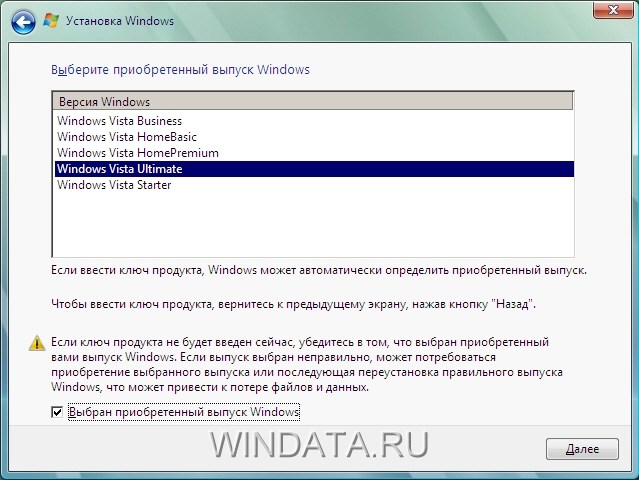 Установка Windows
Выберите приобретенный выпуск Windows
Версия Windows
Windows Vista Business
Windows Vista HomeBasic
Windows Vista HomePremium
Windows Vista Ultimate
Windows Vista Starter
Если ввести ключ продукта, Windows может автоматически определить приобретенный выпуск.
Чтобы ввести ключ продукта, вернитесь к предыдущему экрану, нажав кнопку "Назад".
Если ключ продукта не будет введен сейчас, убедитесь в том, что выбран приобретенный
вами выпуск Windows. Если выпуск выбран неправильно, может потребоваться
приобретение выбранного выпуска или последующая переустановка правильного выпуска
Windows, что может привести к потере файлов и данных.
Выбран приобретенный выпуск Windows
WINDATA.RU
Далее